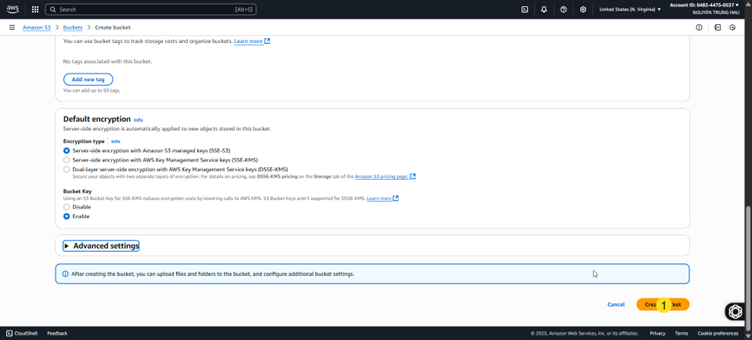 aws
Search
[Alt+S]
United States (N. Virginia)
Account ID: 0482-4475-0537
NGUYEN TRUNG HAU
Amazon S3 > Buckets > Create bucket
You can use bucket tags to track storage costs and organize buckets. Learn more
No tags associated with this bucket.
Add new tag
You can add up to 50 tags.
Default encryption Info
Server-side encryption is automatically applied to new objects stored in this bucket.
Encryption type Info
Server-side encryption with Amazon S3 managed keys (SSE-S3)
Server-side encryption with AWS Key Management Service keys (SSE-KMS)
Dual-layer server-side encryption with AWS Key Management Service keys (DSSE-KMS)
Secure your objects with two separate layers of encryption. For details on pricing, see DSSE-KMS pricing on the Storage tab of the Amazon S3 pricing page.
Bucket Key
Using an S3 Bucket Key for SSE-KMS reduces encryption costs by lowering calls to AWS KMS. S3 Bucket Keys aren't supported for DSSE-KMS. Learn more
Disable
Enable
Advanced settings
After creating the bucket, you can upload files and folders to the bucket, and configure additional bucket settings.
Cancel
1
CloudShell
Feedback
© 2025, Amazon Web Services, Inc. or its affiliates.
Privacy
Terms
Cookie preferences